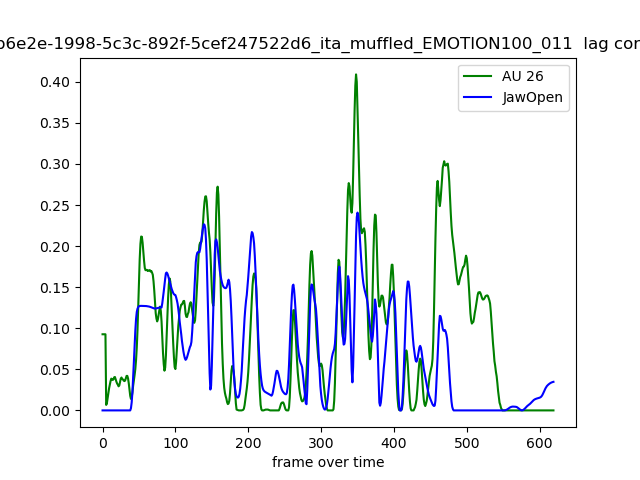 b6e2e-1998-5c3c-892f-5cef247522d6_ita_muffled_EMOTION100_011 lag cor
AU 26
JawOpen
0.40
0.35
0.30
0.25
0.20
0.15
0.10
0.05
0.00
0 100 200 300 400 500 600
frame over time